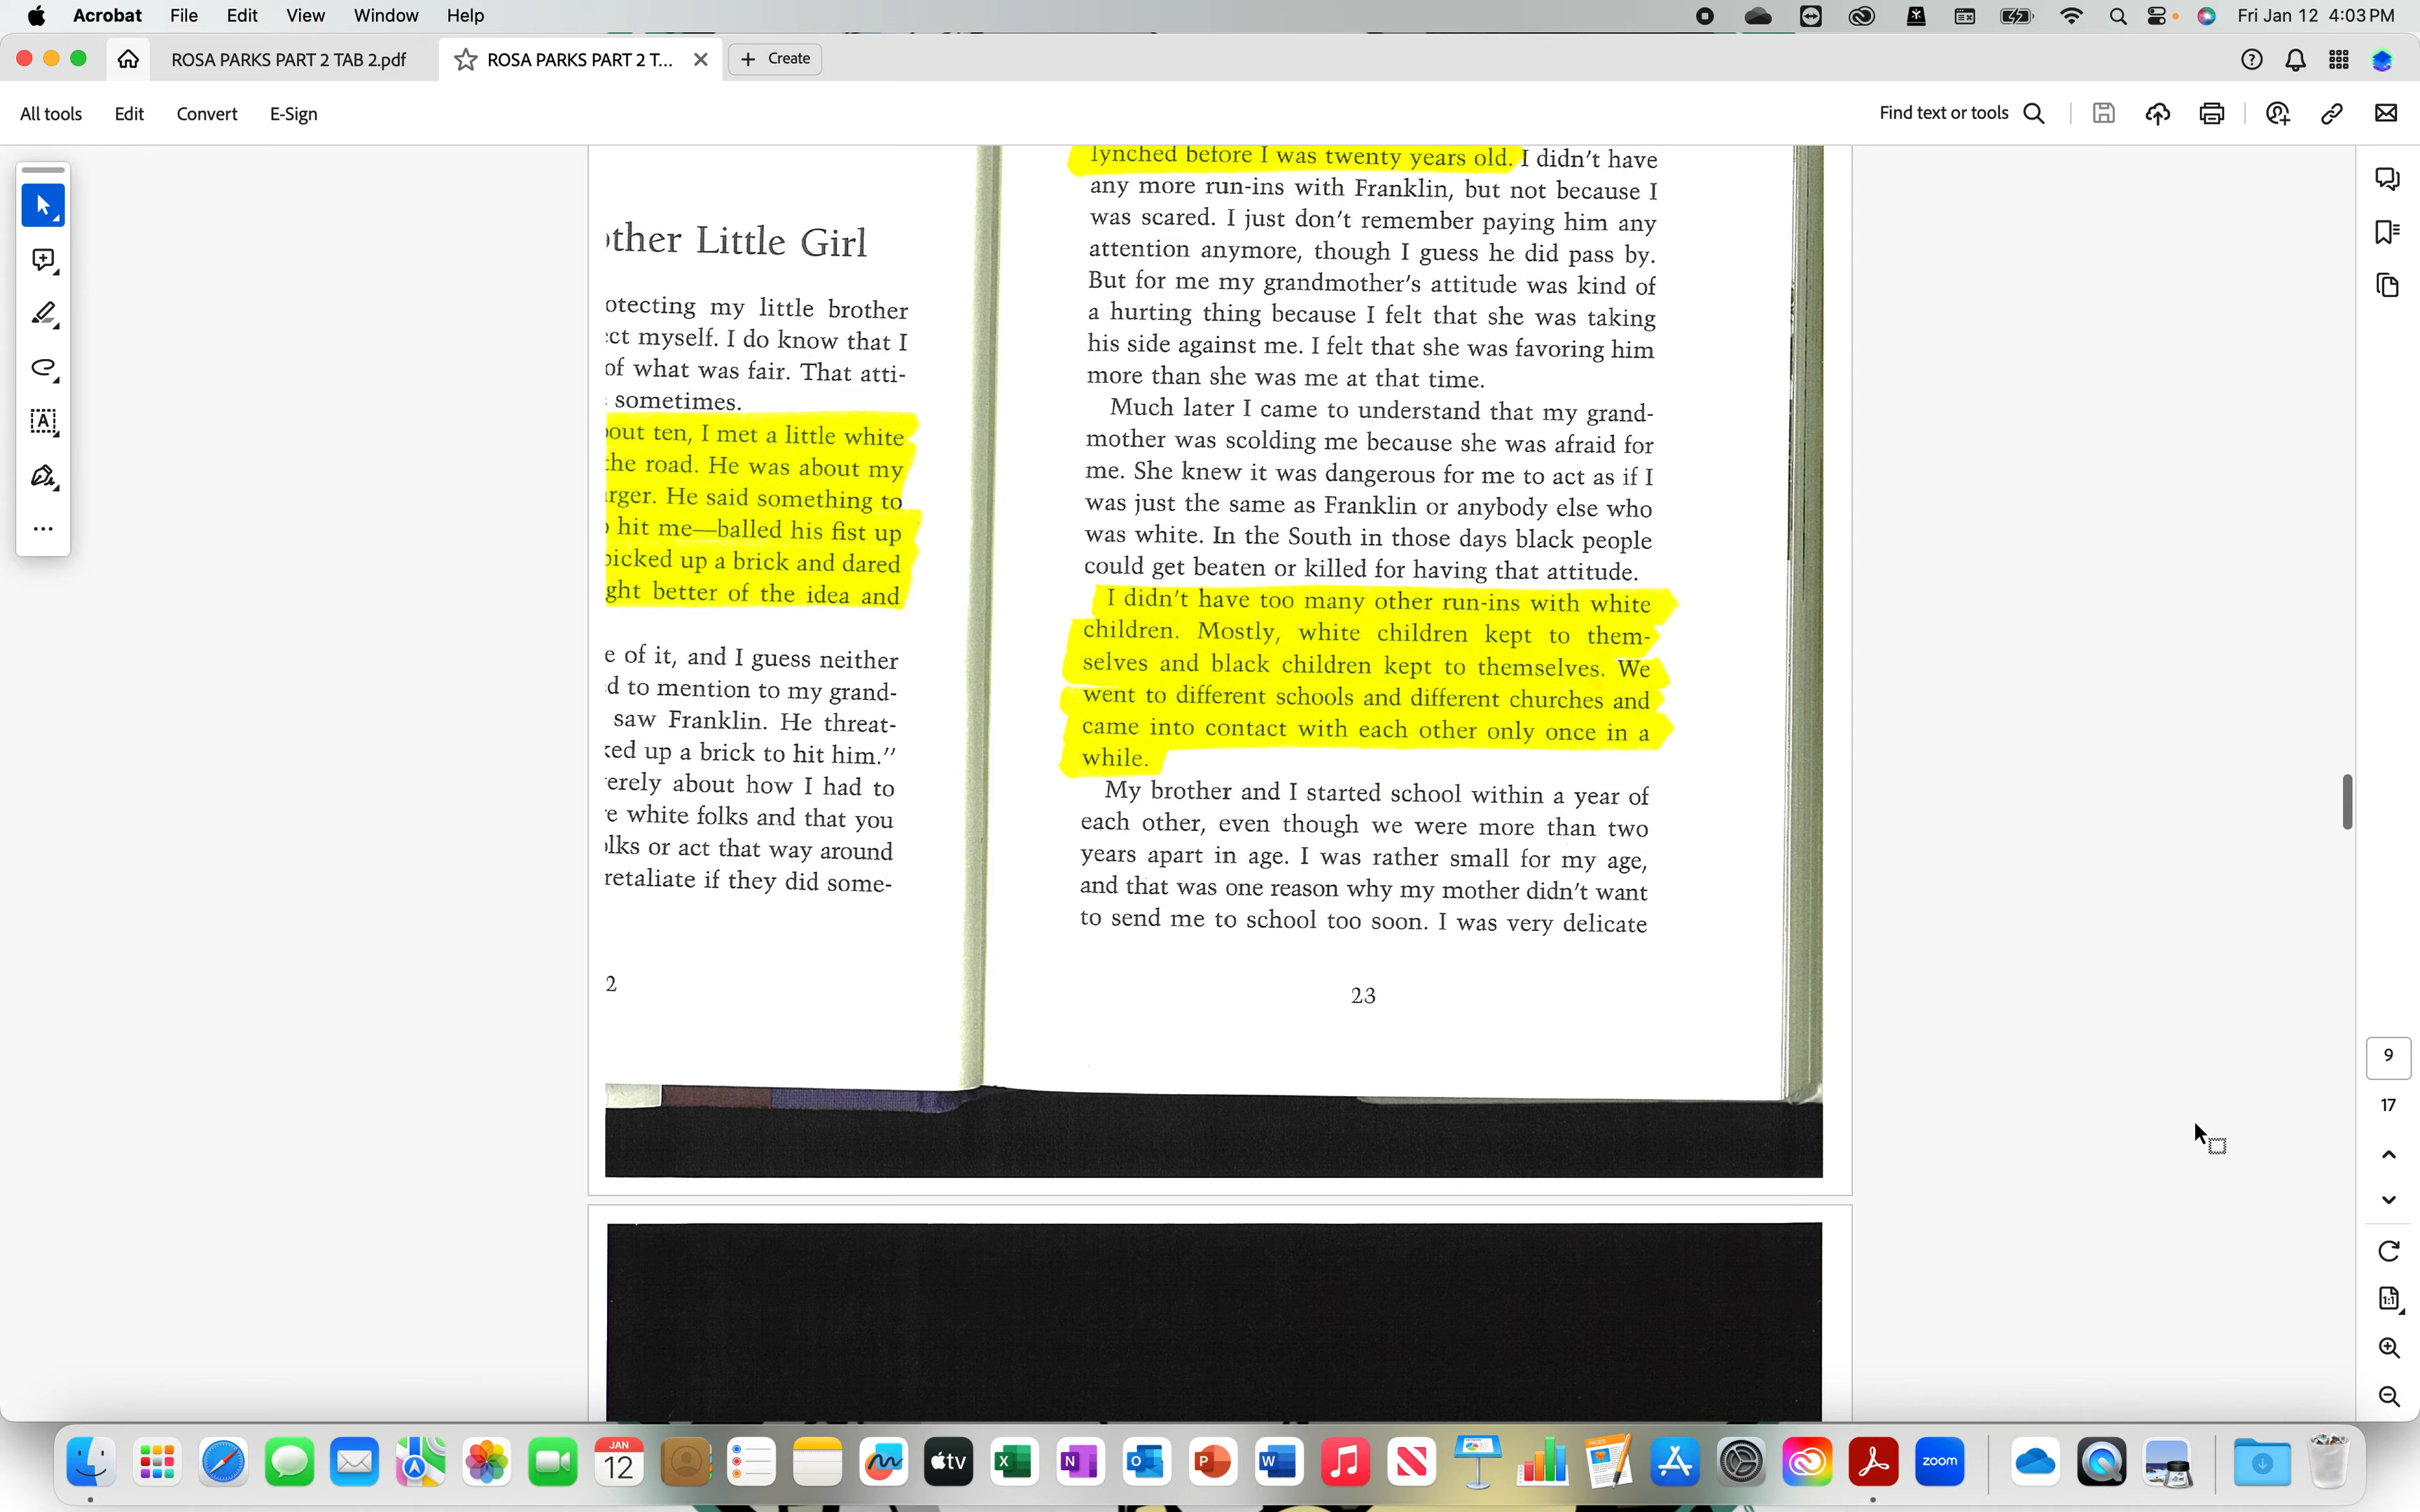 Acrobat File Edit View Window Help
Fri Jan 12 4:03 PM
ROSA PARKS PART 2 TAB 2.pdf
ROSA PARKS PART 2 T...
+ Create
All tools Edit Convert E-Sign
Find text or tools
other Little Girl
otecting my little brother
ect myself. I do know that I
of what was fair. That atti-
sometimes.
out ten, I met a little white
the road. He was about my
rger. He said something to
hit me—balled his fist up
picked up a brick and dared
ght better of the idea and
e of it, and I guess neither
d to mention to my grand-
saw Franklin. He threat-
ked up a brick to hit him."
erely about how I had to
e white folks and that you
olks or act that way around
retaliate if they did some-
2
lynched before I was twenty years old. I didn't have
any more run-ins with Franklin, but not because I
was scared. I just don't remember paying him any
attention anymore, though I guess he did pass by.
But for me my grandmother's attitude was kind of
a hurting thing because I felt that she was taking
his side against me. I felt that she was favoring him
more than she was me at that time.
Much later I came to understand that my grand-
mother was scolding me because she was afraid for
me. She knew it was dangerous for me to act as if I
was just the same as Franklin or anybody else who
was white. In the South in those days black people
could get beaten or killed for having that attitude.
I didn't have too many other run-ins with white
children. Mostly, white children kept to them-
selves and black children kept to themselves. We
went to different schools and different churches and
came into contact with each other only once in a
while.
My brother and I started school within a year of
each other, even though we were more than two
years apart in age. I was rather small for my age,
and that was one reason why my mother didn't want
to send me to school too soon. I was very delicate
23
9
17
1:1
JAN
12
tv
zoom